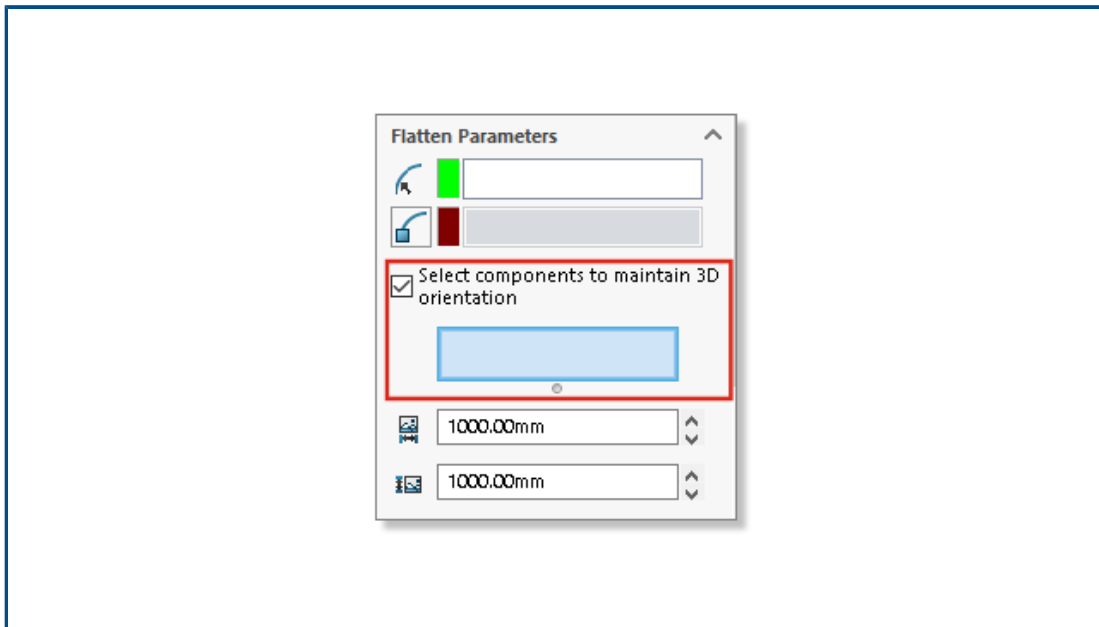 Flatten Parameters
Select components to maintain 3D
orientation
1000.00mm
1000.00mm